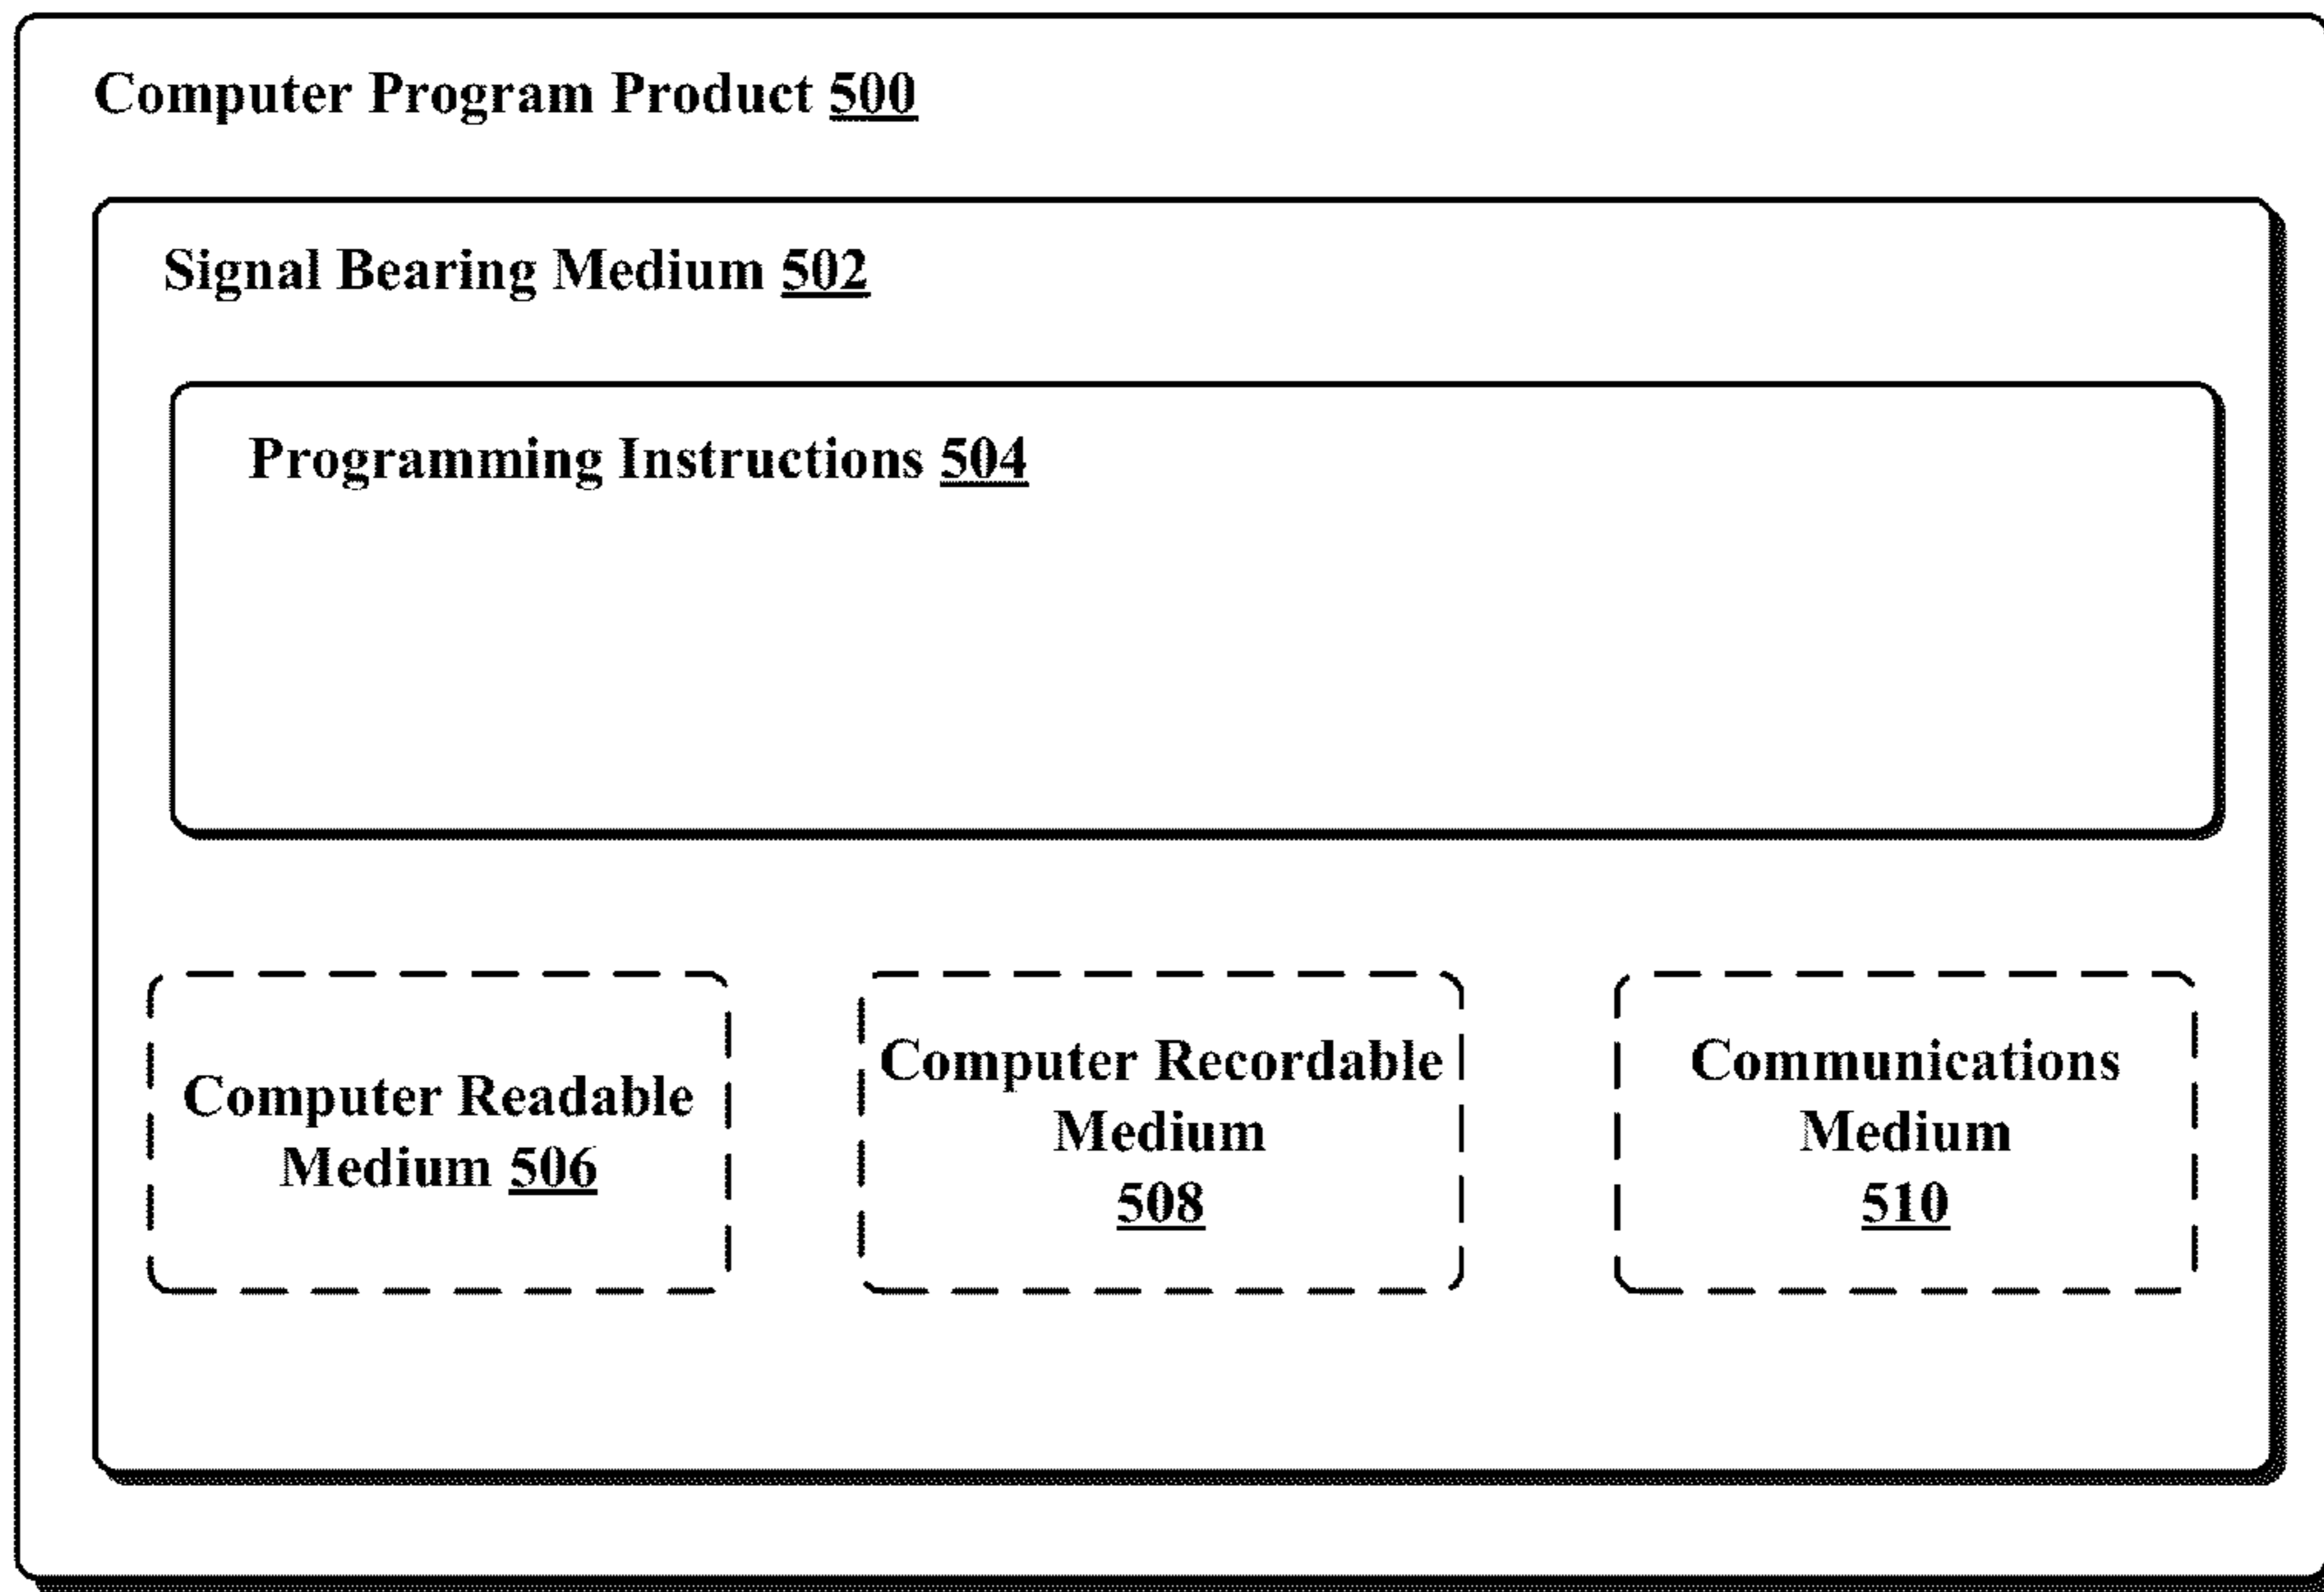 Computer Program Product 500
Signal Bearing Medium 502
Programming Instructions 504
Computer Readable
Medium 506
Computer Recordable
Medium
508
Communications
Medium
510